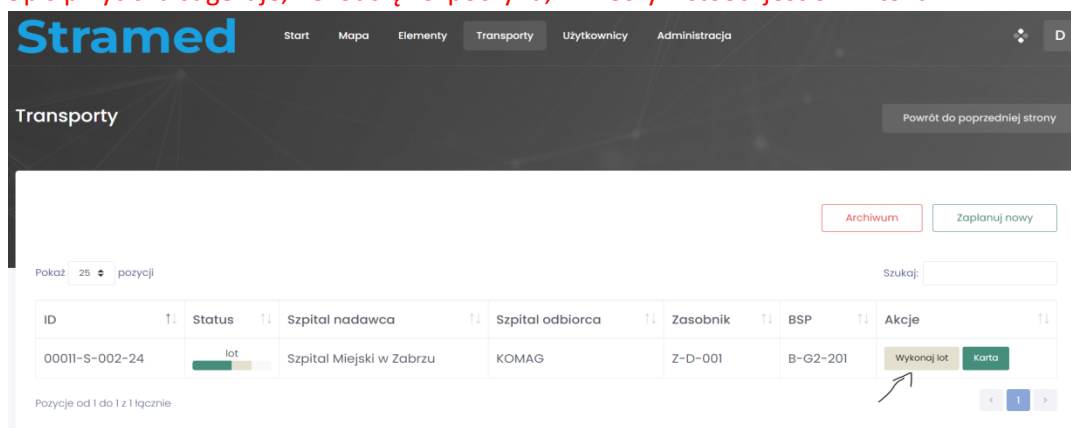 Stramed Start Mapa Elementy Transporty Użytkownicy Administracja D
Transporty Powrót do poprzedniej strony
Archiwum Zaplanuj nowy
Pokaż 25 pozycji Szukaj:
ID Status Szpital nadawca Szpital odbiorca Zasobnik BSP Akcje
00011-S-002-24 lot Szpital Miejski w Zabrzu KOMAG Z-D-001 B-G2-201 Wykonaj lot Karta
Pozycje od 1 do 1 z 1 łącznie < 1 >